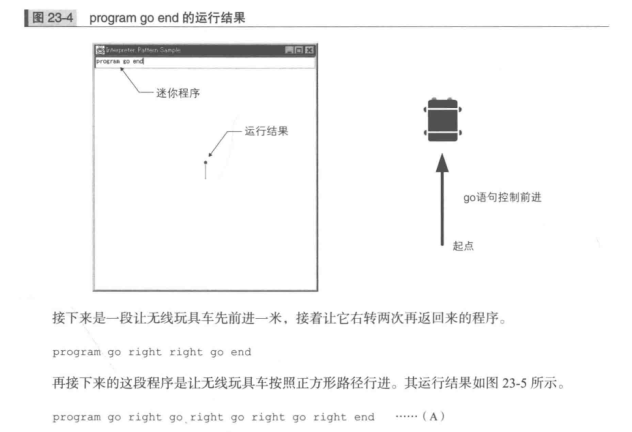 图 23-4 program go end 的运行结果
Interpreter Pattern Sample
program go end
迷你程序
运行结果
go语句控制前进
起点
接下来是一段让无线玩具车先前进一米，接着让它右转两次再返回来的程序。
program go right right go end
再接下来的这段程序是让无线玩具车按照正方形路径行进。其运行结果如图 23-5 所示。
program go right go right go right go right end ……（A）